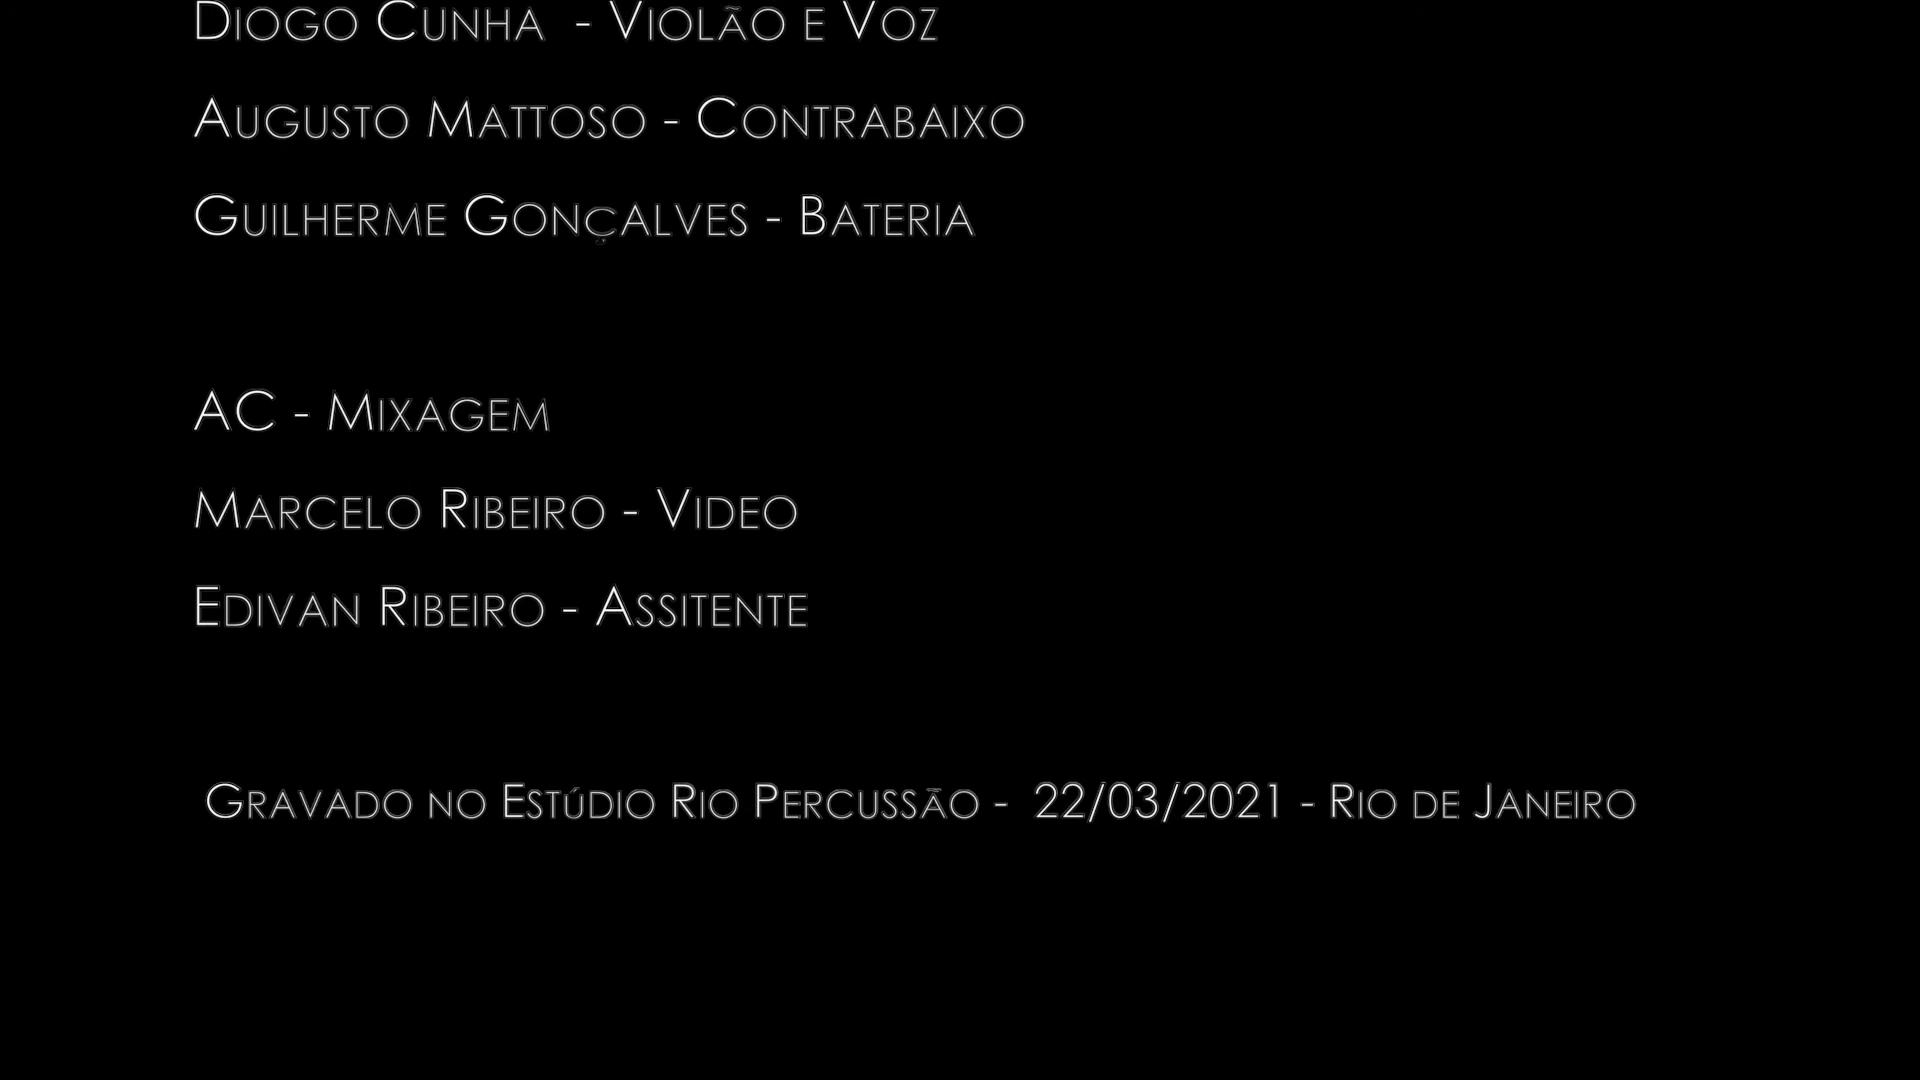 Diogo Cunha - Violão e Voz
Augusto Mattoso - Contrabaixo
Guilherme Gonçalves - Bateria
AC - Mixagem
Marcelo Ribeiro - Video
Edivan Ribeiro - Assitente
Gravado no Estúdio Rio Percussão - 22/03/2021 - Rio de Janeiro